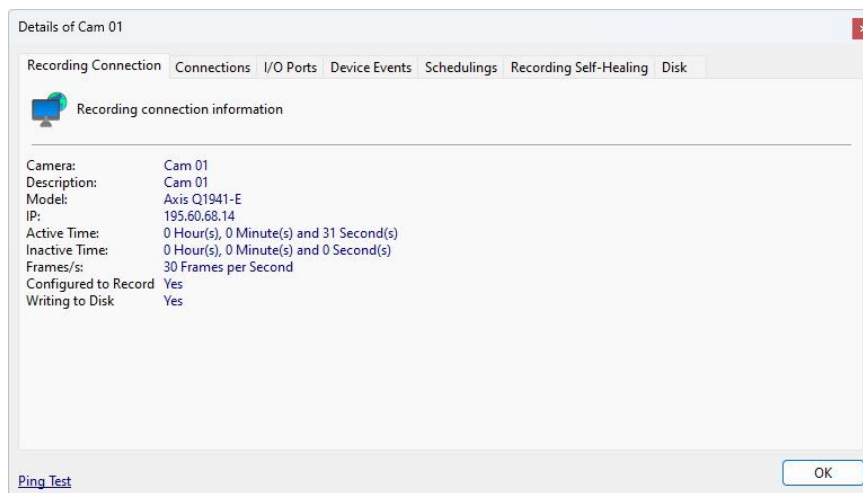 Details of Cam 01
Recording Connection Connections I/O Ports Device Events Schedulings Recording Self-Healing Disk
Recording connection information
Camera: Cam 01
Description: Cam 01
Model: Axis Q1941-E
IP: 195.60.68.14
Active Time: 0 Hour(s), 0 Minute(s) and 31 Second(s)
Inactive Time: 0 Hour(s), 0 Minute(s) and 0 Second(s)
Frames/s: 30 Frames per Second
Configured to Record Yes
Writing to Disk Yes
Ping Test
OK